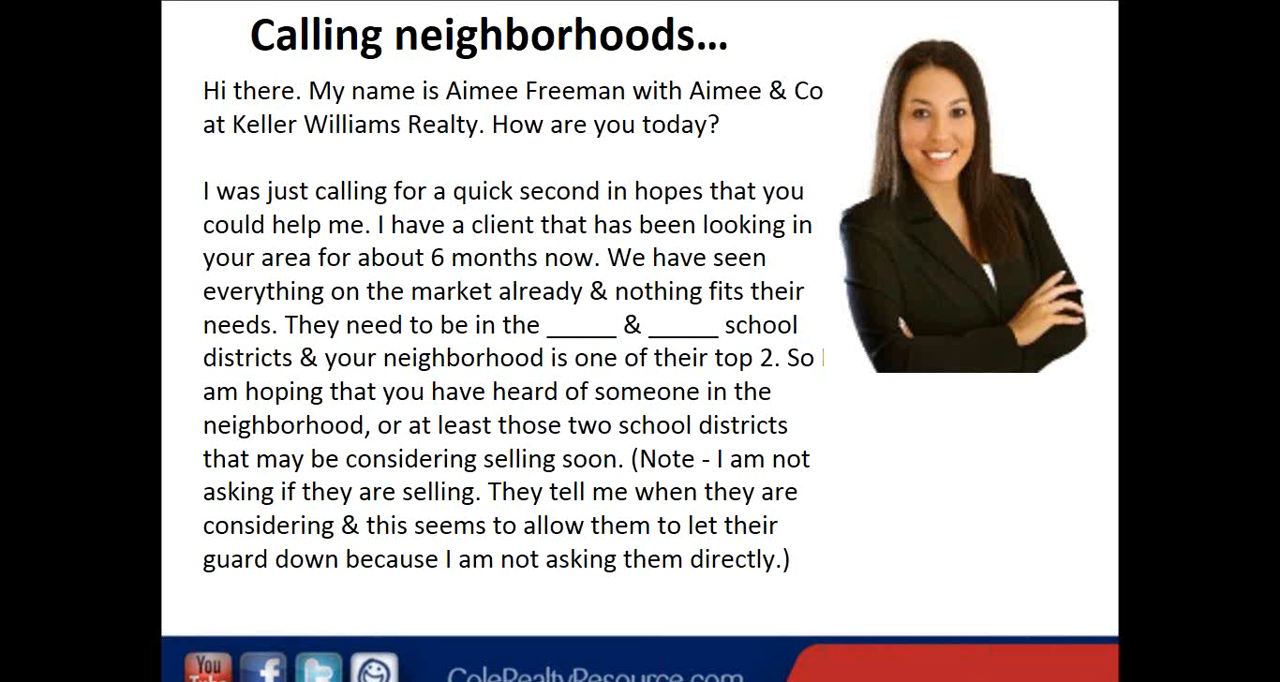 Calling neighborhoods...
Hi there. My name is Aimee Freeman with Aimee & Co
at Keller Williams Realty. How are you today?
I was just calling for a quick second in hopes that you
could help me. I have a client that has been looking in
your area for about 6 months now. We have seen
everything on the market already & nothing fits their
needs. They need to be in the _____ & _____ school
districts & your neighborhood is one of their top 2. So I
am hoping that you have heard of someone in the
neighborhood, or at least those two school districts
that may be considering selling soon. (Note - I am not
asking if they are selling. They tell me when they are
considering & this seems to allow them to let their
guard down because I am not asking them directly.)
You
Tube
ColeRealtyResource.com